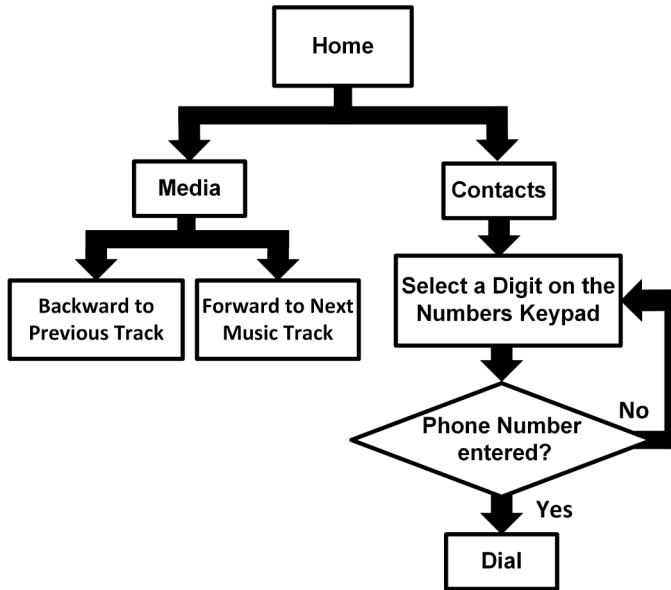 Home
Media
Contacts
Backward to
Previous Track
Forward to Next
Music Track
Select a Digit on the
Numbers Keypad
Phone Number
entered?
No
Yes
Dial